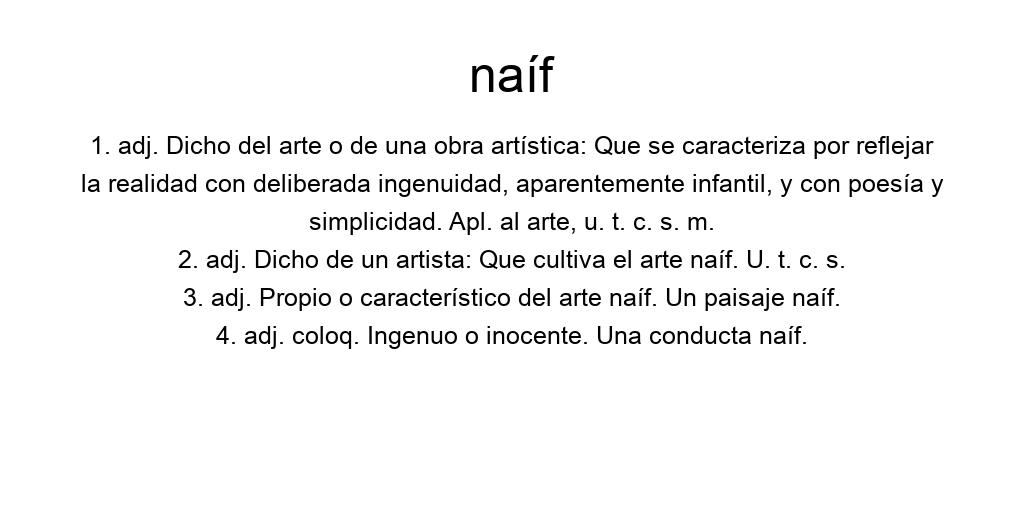 naíf
1. adj. Dicho del arte o de una obra artística: Que se caracteriza por reflejar
la realidad con deliberada ingenuidad, aparentemente infantil, y con poesía y
simplicidad. Apl. al arte, u. t. c. s. m.
2. adj. Dicho de un artista: Que cultiva el arte naíf. U. t. c. s.
3. adj. Propio o característico del arte naíf. Un paisaje naíf.
4. adj. coloq. Ingenuo o inocente. Una conducta naíf.